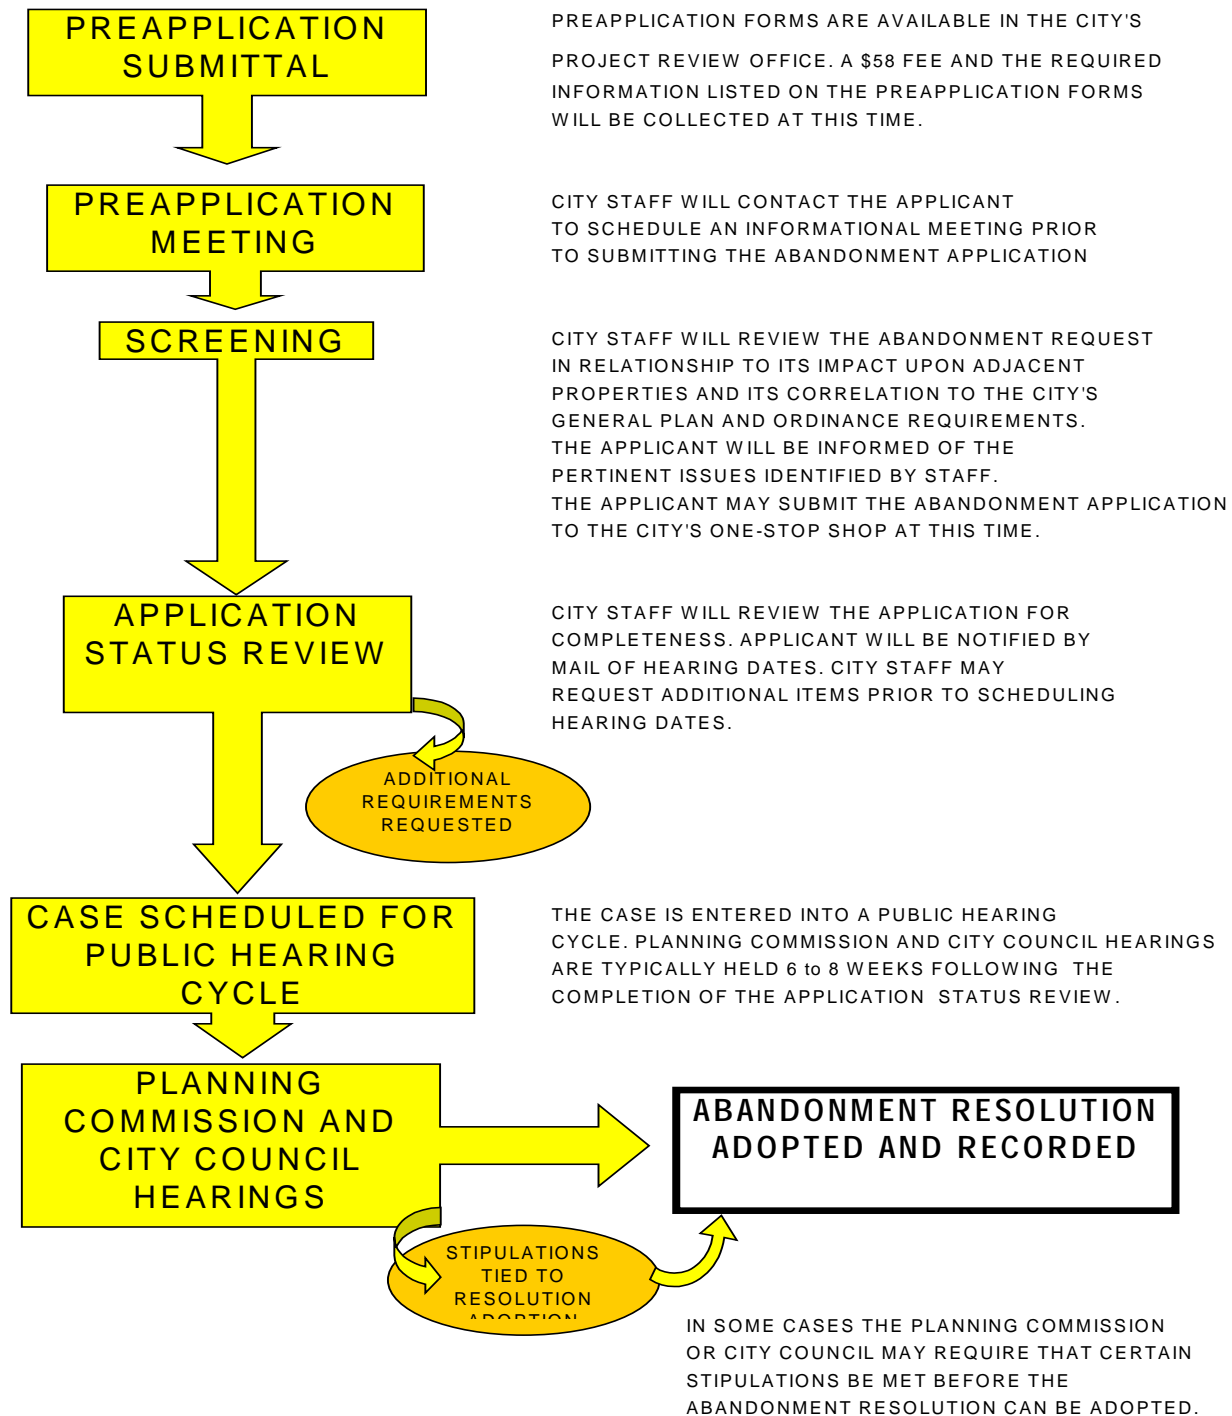 PREAPPLICATION
SUBMITTAL
PREAPPLICATION FORMS ARE AVAILABLE IN THE CITY'S
PROJECT REVIEW OFFICE. A $58 FEE AND THE REQUIRED
INFORMATION LISTED ON THE PREAPPLICATION FORMS
WILL BE COLLECTED AT THIS TIME.
PREAPPLICATION
MEETING
CITY STAFF WILL CONTACT THE APPLICANT
TO SCHEDULE AN INFORMATIONAL MEETING PRIOR
TO SUBMITTING THE ABANDONMENT APPLICATION
SCREENING
CITY STAFF WILL REVIEW THE ABANDONMENT REQUEST
IN RELATIONSHIP TO ITS IMPACT UPON ADJACENT
PROPERTIES AND ITS CORRELATION TO THE CITY'S
GENERAL PLAN AND ORDINANCE REQUIREMENTS.
THE APPLICANT WILL BE INFORMED OF THE
PERTINENT ISSUES IDENTIFIED BY STAFF.
THE APPLICANT MAY SUBMIT THE ABANDONMENT APPLICATION
TO THE CITY'S ONE-STOP SHOP AT THIS TIME.
APPLICATION
STATUS REVIEW
CITY STAFF WILL REVIEW THE APPLICATION FOR
COMPLETENESS. APPLICANT WILL BE NOTIFIED BY
MAIL OF HEARING DATES. CITY STAFF MAY
REQUEST ADDITIONAL ITEMS PRIOR TO SCHEDULING
HEARING DATES.
ADDITIONAL
REQUIREMENTS
REQUESTED
CASE SCHEDULED FOR
PUBLIC HEARING
CYCLE
THE CASE IS ENTERED INTO A PUBLIC HEARING
CYCLE. PLANNING COMMISSION AND CITY COUNCIL HEARINGS
ARE TYPICALLY HELD 6 to 8 WEEKS FOLLOWING THE
COMPLETION OF THE APPLICATION STATUS REVIEW.
PLANNING
COMMISSION AND
CITY COUNCIL
HEARINGS
ABANDONMENT RESOLUTION
ADOPTED AND RECORDED
STIPULATIONS
TIED TO
RESOLUTION
ADOPTION
IN SOME CASES THE PLANNING COMMISSION
OR CITY COUNCIL MAY REQUIRE THAT CERTAIN
STIPULATIONS BE MET BEFORE THE
ABANDONMENT RESOLUTION CAN BE ADOPTED.